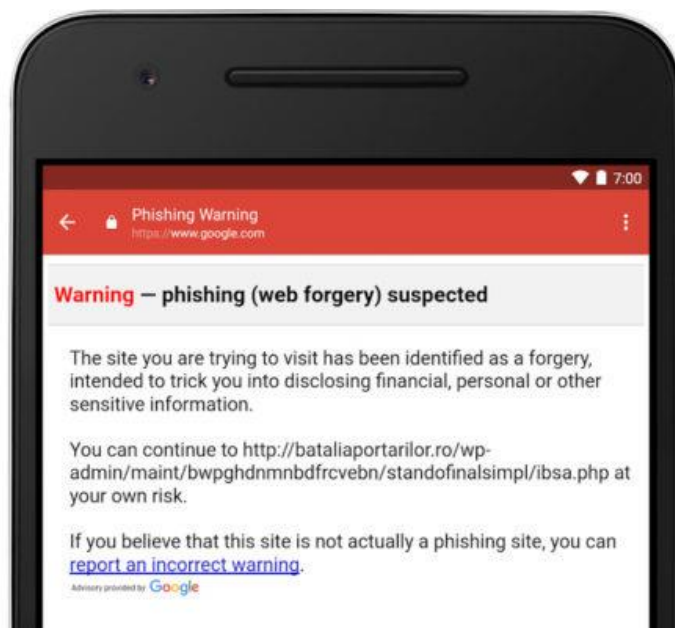 7:00
Phishing Warning
https://www.google.com
Warning — phishing (web forgery) suspected
The site you are trying to visit has been identified as a forgery,
intended to trick you into disclosing financial, personal or other
sensitive information.
You can continue to http://bataliaportarilor.ro/wp-
admin/maint/bwpghdnmnbdfrcvebn/standofinalsimpl/ibsa.php at
your own risk.
If you believe that this site is not actually a phishing site, you can
report an incorrect warning.
Advisory provided by Google